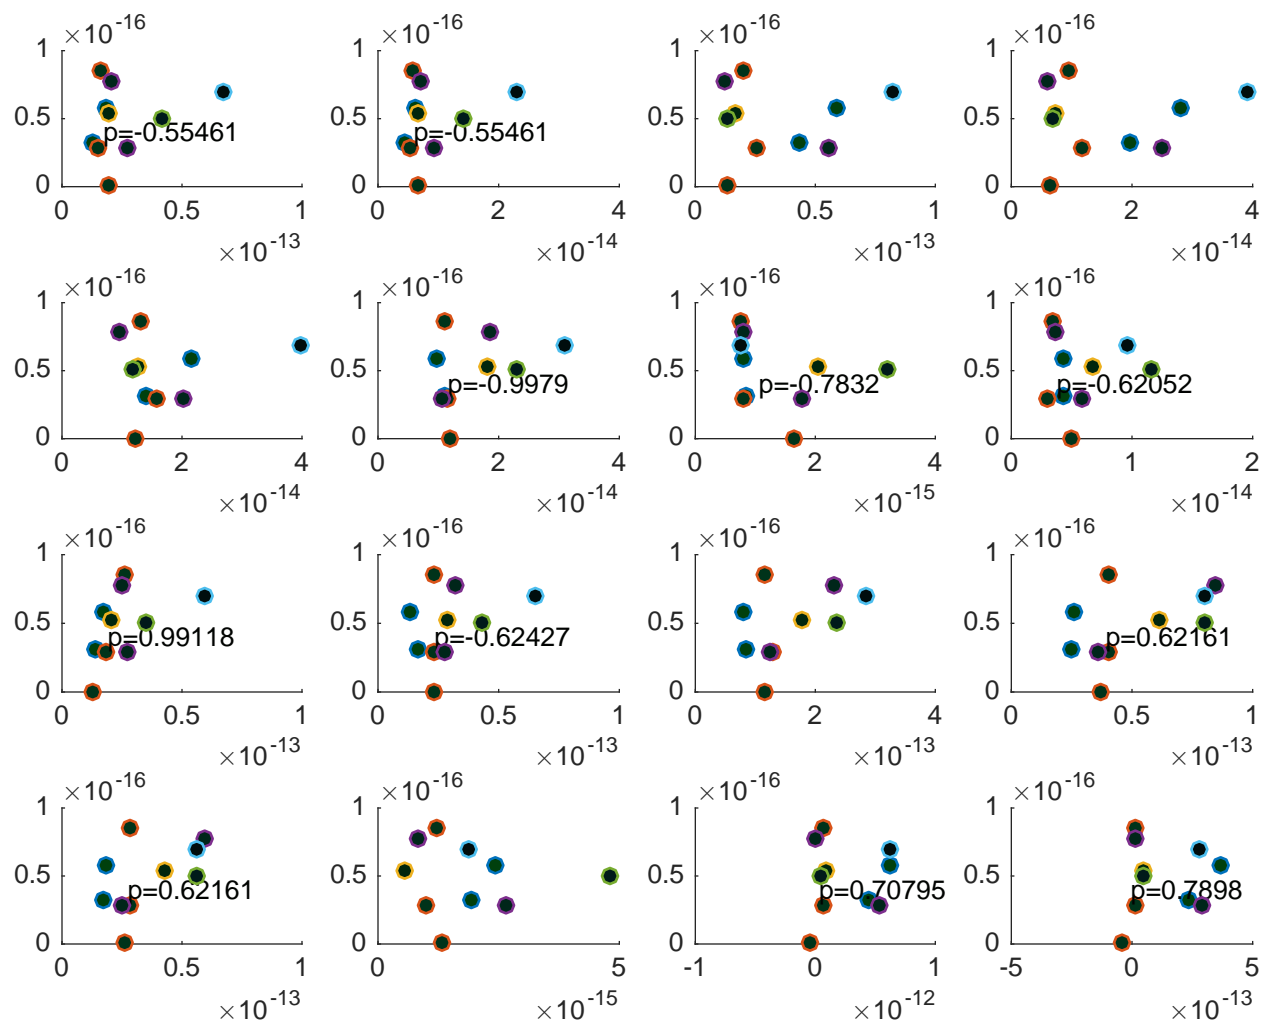 ×10-16 ×10-16 ×10-16 ×10-16
1 1 1 1
0.5 0.5 0.5 0.5
p=-0.55461 p=-0.55461
0 0 0 0
0 0.5 1 0 2 4 0 0.5 1 0 2 4
×10-13 ×10-14 ×10-13 ×10-14
×10-16 ×10-16 ×10-16 ×10-16
1 1 1 1
0.5 0.5 0.5 0.5
p=-0.9979 p=-0.7832 p=-0.62052
0 0 0 0
0 2 4 0 2 4 0 2 4 0 1 2
×10-14 ×10-14 ×10-15 ×10-14
×10-16 ×10-16 ×10-16 ×10-16
1 1 1 1
0.5 0.5 0.5 0.5
p=0.99118 p=-0.62427 p=0.62161
0 0 0 0
0 0.5 1 0 0.5 1 0 2 4 0 0.5 1
×10-13 ×10-13 ×10-13 ×10-13
×10-16 ×10-16 ×10-16 ×10-16
1 1 1 1
0.5 0.5 0.5 0.5
p=0.62161 p=0.70795 p=0.7898
0 0 0 0
0 0.5 1 0 5 -1 0 1 -5 0 5
×10-13 ×10-15 ×10-12 ×10-13